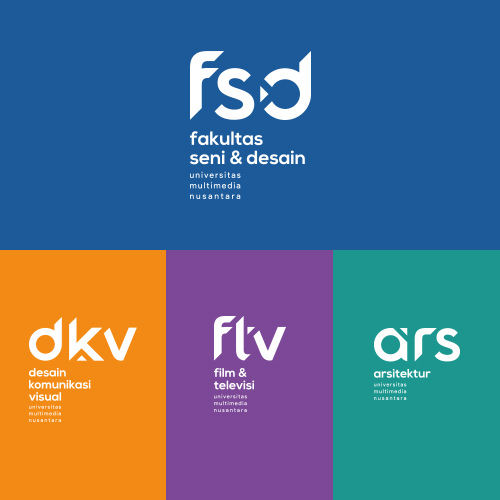 fsd
fakultas
seni & desain
universitas
multimedia
nusantara
dkv
desain
komunikasi
visual
universitas
multimedia
nusantara
ftv
film &
televisi
universitas
multimedia
nusantara
ars
arsitektur
universitas
multimedia
nusantara